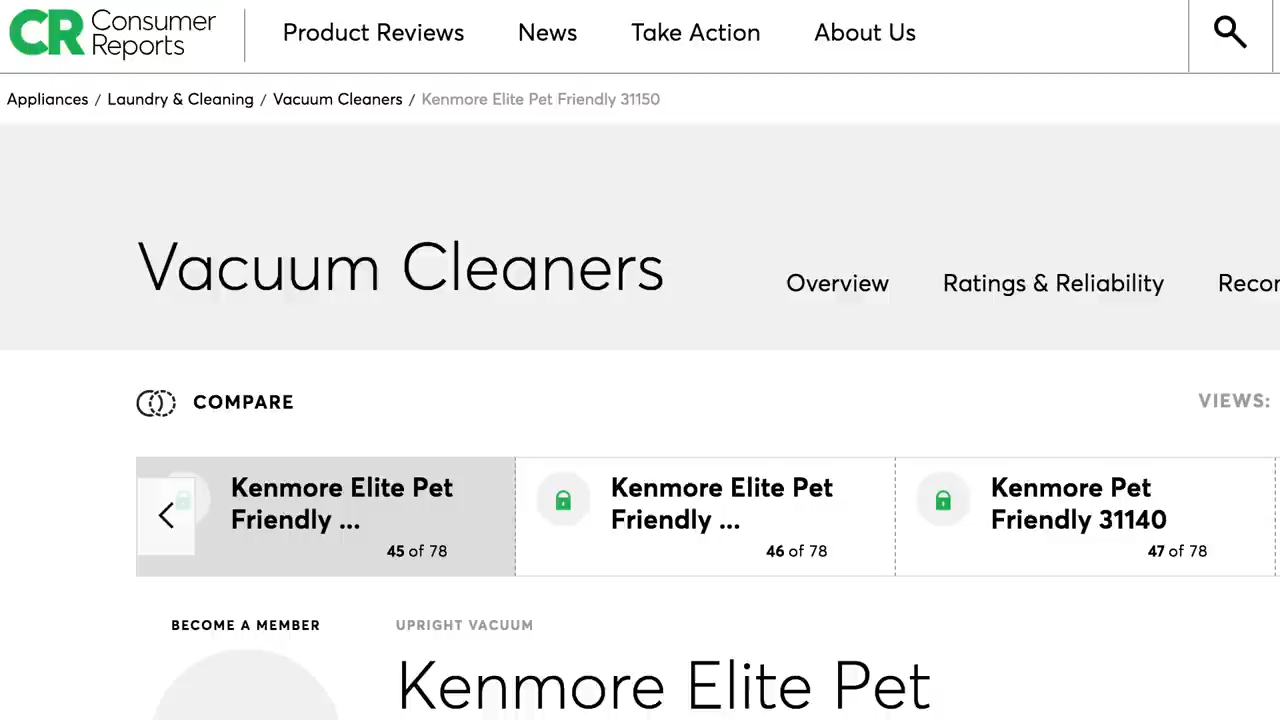 CR Consumer Reports
Product Reviews News Take Action About Us
Appliances / Laundry & Cleaning / Vacuum Cleaners / Kenmore Elite Pet Friendly 31150
Vacuum Cleaners
Overview Ratings & Reliability Recor
COMPARE
VIEWS:
Kenmore Elite Pet
Friendly ...
45 of 78
Kenmore Elite Pet
Friendly ...
46 of 78
Kenmore Pet
Friendly 31140
47 of 78
BECOME A MEMBER
UPRIGHT VACUUM
Kenmore Elite Pet